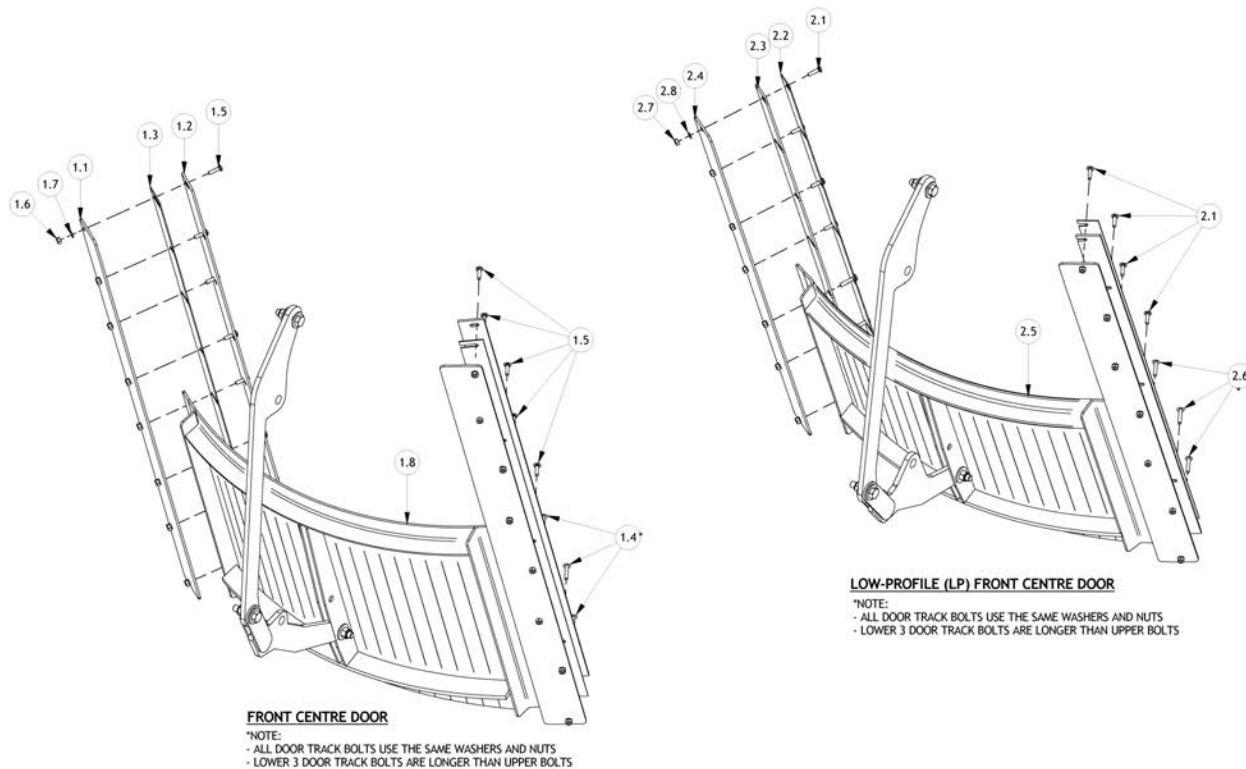 1.5
1.2
1.3
1.1
1.7
1.6
1.5
1.8
1.4*
FRONT CENTRE DOOR
*NOTE:
- ALL DOOR TRACK BOLTS USE THE SAME WASHERS AND NUTS
- LOWER 3 DOOR TRACK BOLTS ARE LONGER THAN UPPER BOLTS
2.1
2.2
2.3
2.4
2.8
2.7
2.1
2.5
2.6*
LOW-PROFILE (LP) FRONT CENTRE DOOR
*NOTE:
- ALL DOOR TRACK BOLTS USE THE SAME WASHERS AND NUTS
- LOWER 3 DOOR TRACK BOLTS ARE LONGER THAN UPPER BOLTS